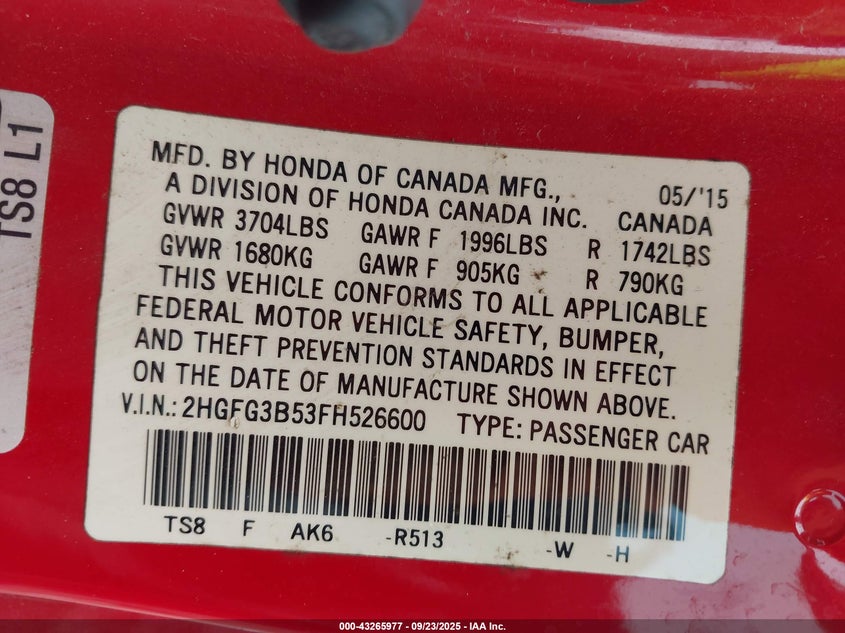 TS8 L1
MFD. BY HONDA OF CANADA MFG., 05/'15
A DIVISION OF HONDA CANADA INC. CANADA
GVWR 3704LBS GAWR F 1996LBS R 1742LBS
GVWR 1680KG GAWR F 905KG R 790KG
THIS VEHICLE CONFORMS TO ALL APPLICABLE
FEDERAL MOTOR VEHICLE SAFETY, BUMPER,
AND THEFT PREVENTION STANDARDS IN EFFECT
ON THE DATE OF MANUFACTURE SHOWN ABOVE.
V.I.N.: 2HGFG3B53FH526600 TYPE: PASSENGER CAR
TS8 F AK6 -R513 -W -H
000-43265977 - 09/23/2025 - IAA Inc.